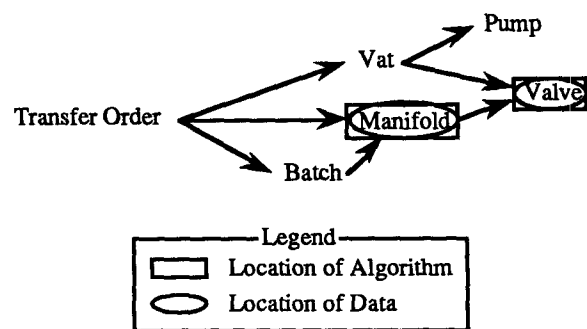 Pump
Vat
Valve
Transfer Order
Manifold
Batch
Legend
Location of Algorithm
Location of Data